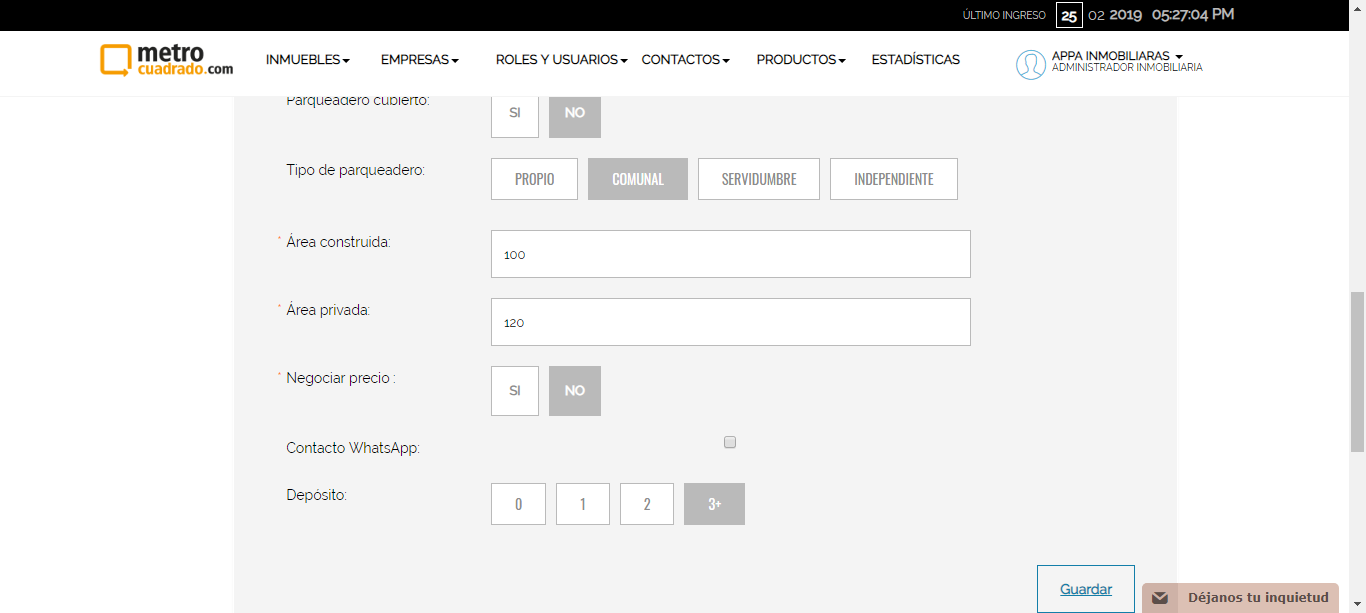 ÚLTIMO INGRESO 25 02 2019 05:27:04 PM
metro
cuadrado.com
INMUEBLES EMPRESAS ROLES Y USUARIOS CONTACTOS PRODUCTOS ESTADÍSTICAS
APPA INMOBILIARAS
ADMINISTRADOR INMOBILIARIA
Parqueadero cubierto: SI NO
Tipo de parqueadero: PROPIO COMUNAL SERVIDUMBRE INDEPENDIENTE
* Área construida: 100
* Área privada: 120
* Negociar precio : SI NO
Contacto WhatsApp:
Depósito: 0 1 2 3+
Guardar
Déjanos tu inquietud